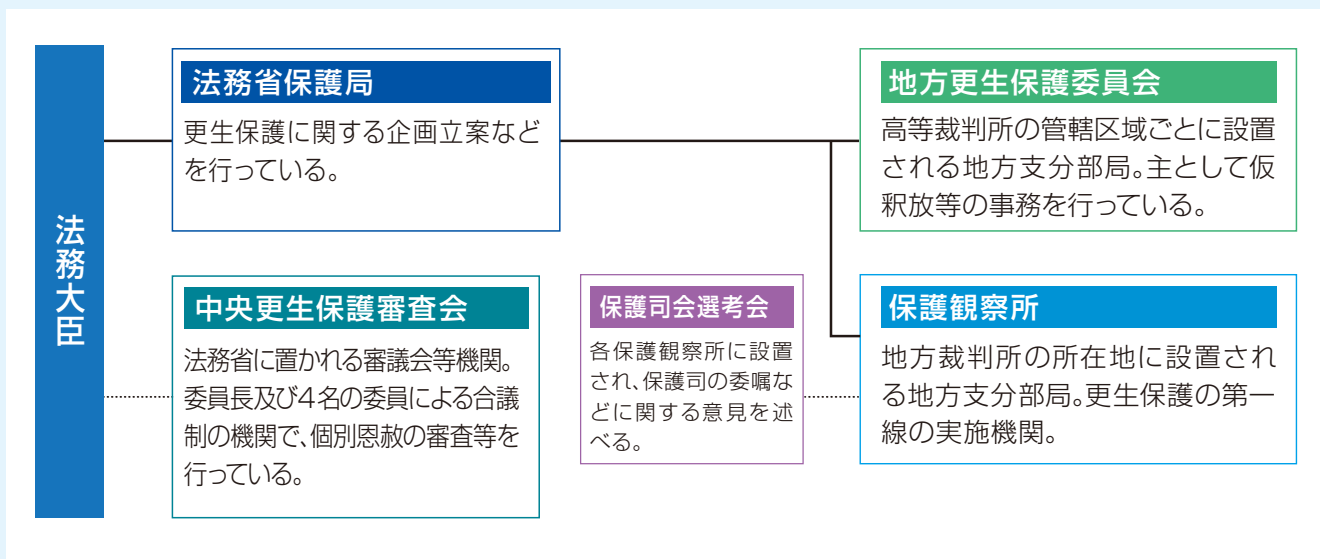 法務大臣
法務省保護局
更生保護に関する企画立案など
を行っている。
地方更生保護委員会
高等裁判所の管轄区域ごとに設置
される地方支分部局。主として仮
釈放等の事務を行っている。
中央更生保護審査会
法務省に置かれる審議会等機関。
委員長及び4名の委員による合議
制の機関で、個別恩赦の審査等を
行っている。
保護司会選考会
各保護観察所に設置
され、保護司の委嘱な
どに関する意見を述
べる。
保護観察所
地方裁判所の所在地に設置され
る地方支分部局。更生保護の第一
線の実施機関。